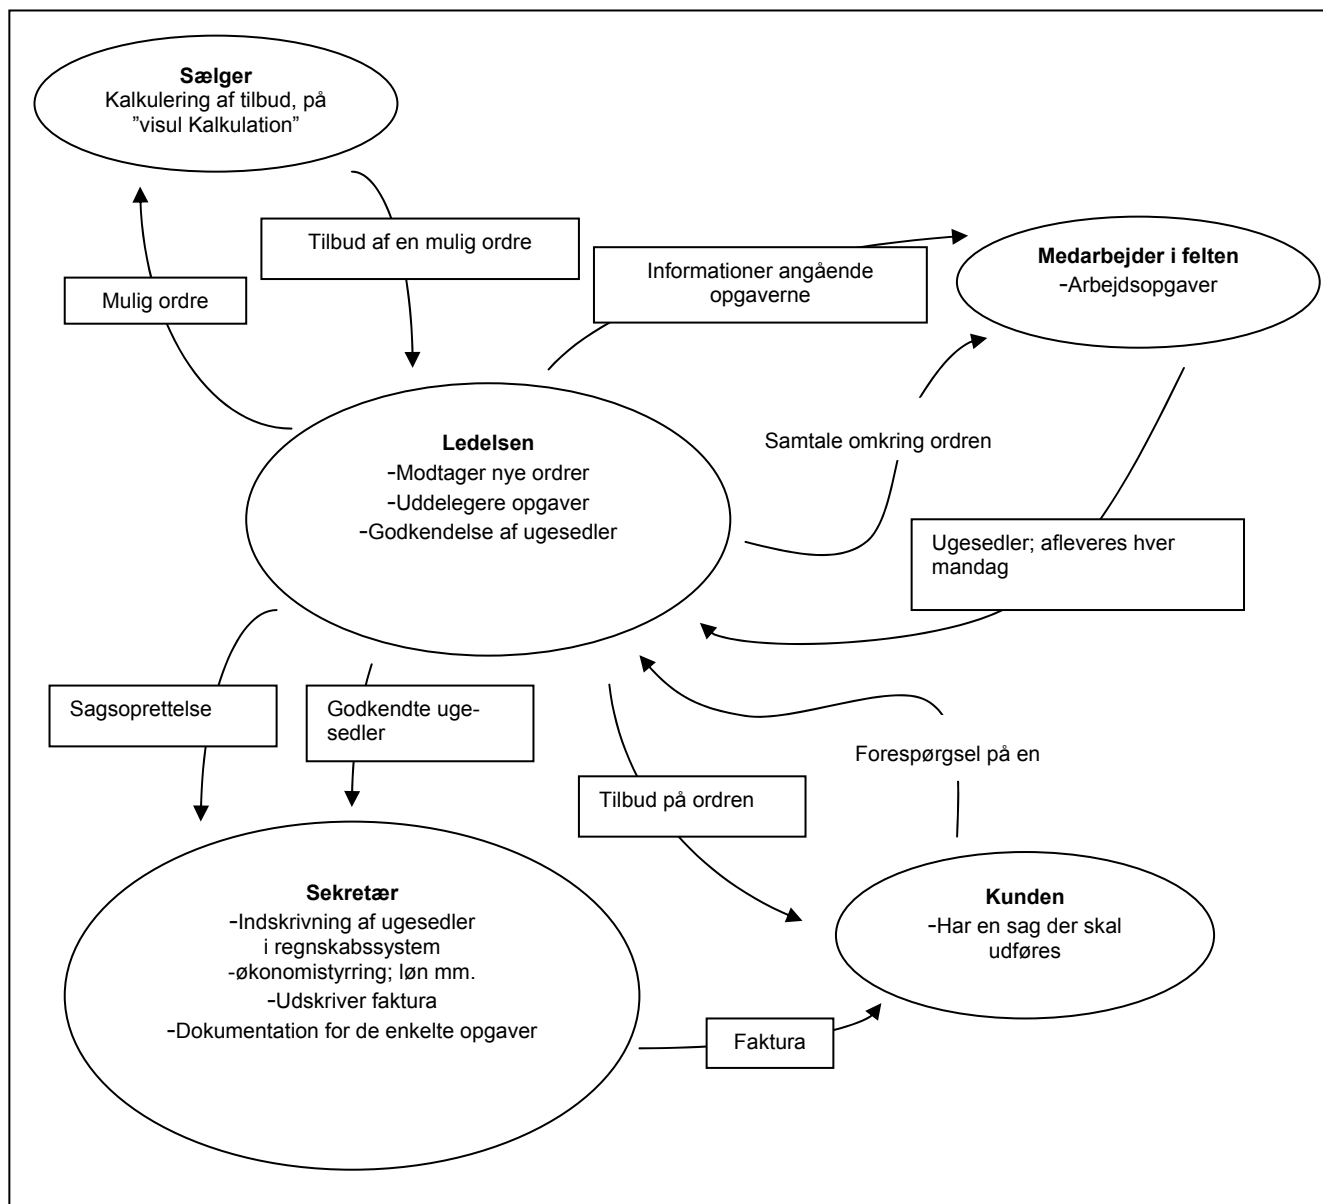 Sælger
Kalkulering af tilbud, på
”visul Kalkulation”
Tilbud af en mulig ordre
Mulig ordre
Informationer angående
opgaverne
Medarbejder i felten
-Arbejdsopgaver
Ledelsen
-Modtager nye ordrer
-Uddelegere opgaver
-Godkendelse af ugesedler
Samtale omkring ordren
Ugesedler; afleveres hver
mandag
Sagsoprettelse
Godkendte uge-
sedler
Forespørgsel på en
Tilbud på ordren
Sekretær
-Indskrivning af ugesedler
i regnskabssystem
-økonomistyrring; løn mm.
-Udskriver faktura
-Dokumentation for de enkelte opgaver
Kunden
-Har en sag der skal
udføres
Faktura